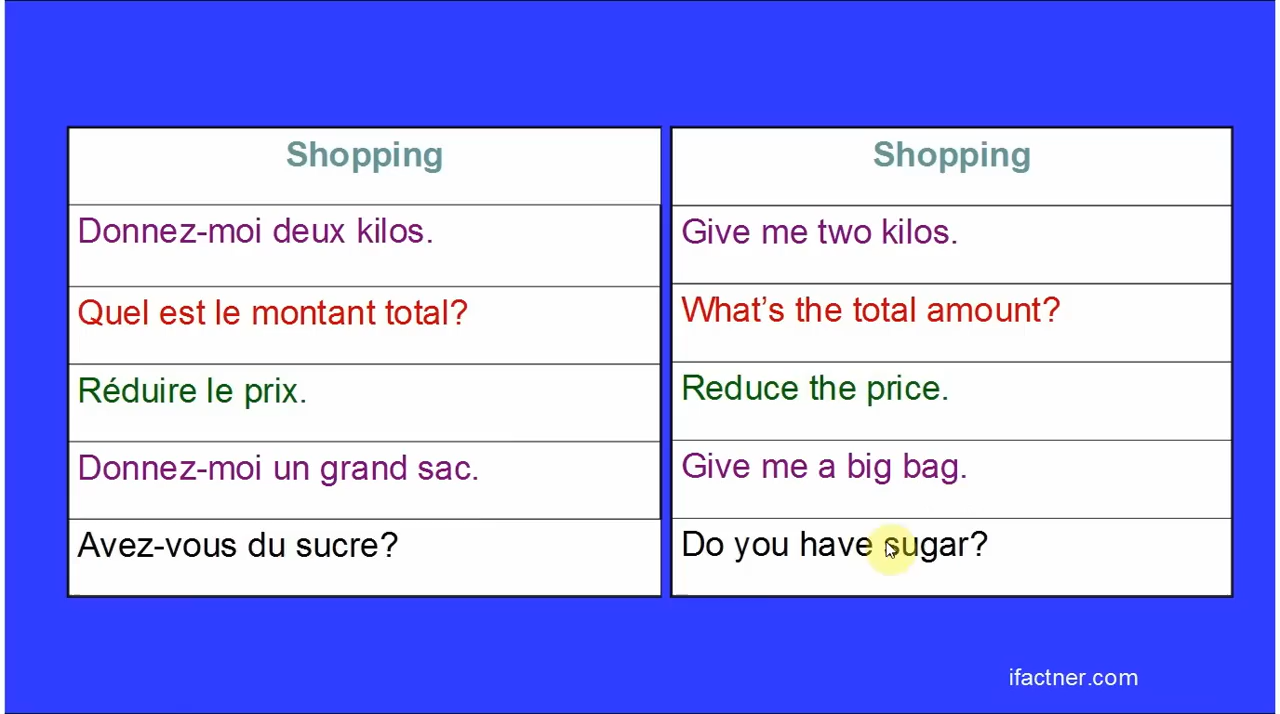 Shopping
Donnez-moi deux kilos.
Quel est le montant total?
Réduire le prix.
Donnez-moi un grand sac.
Avez-vous du sucre?
Shopping
Give me two kilos.
What’s the total amount?
Reduce the price.
Give me a big bag.
Do you have sugar?
ifactner.com